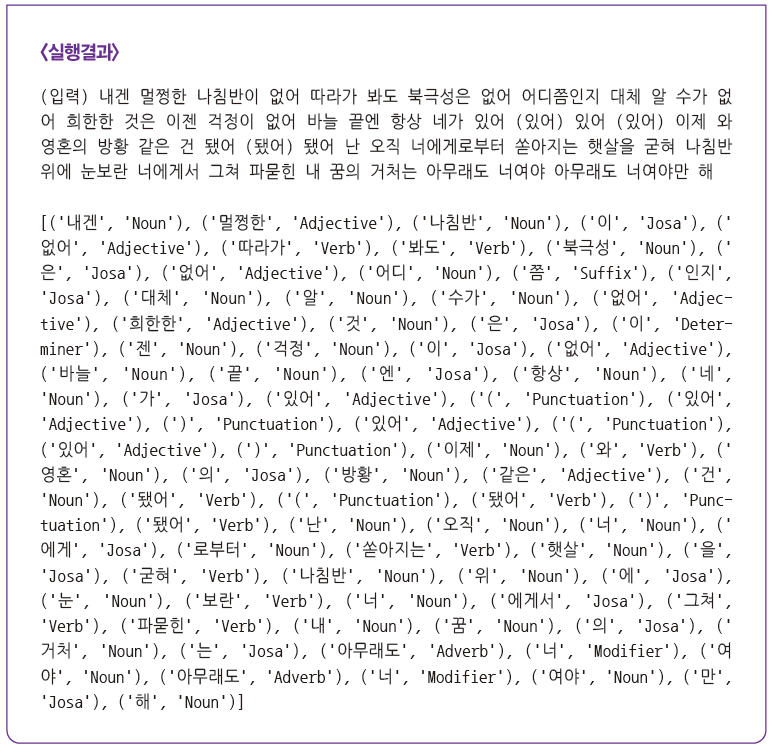 <실행결과>
(입력) 내겐 멀쩡한 나침반이 없어 따라가 봐도 북극성은 없어 어디쯤인지 대체 알 수가 없
어 희한한 것은 이젠 걱정이 없어 바늘 끝엔 항상 네가 있어 (있어) 있어 (있어) 이제 와
영혼의 방황 같은 건 됐어 (됐어) 됐어 난 오직 너에게로부터 쏟아지는 햇살을 굳혀 나침반
위에 눈보란 너에게서 그쳐 파묻힌 내 꿈의 거처는 아무래도 너여야 아무래도 너여야만 해
[('내겐', 'Noun'), ('멀쩡한', 'Adjective'), ('나침반', 'Noun'), ('이', 'Josa'), ('
없어', 'Adjective'), ('따라가', 'Verb'), ('봐도', 'Verb'), ('북극성', 'Noun'), ('
은', 'Josa'), ('없어', 'Adjective'), ('어디', 'Noun'), ('쯤', 'Suffix'), ('인지',
'Josa'), ('대체', 'Noun'), ('알', 'Noun'), ('수가', 'Noun'), ('없어', 'Adjec-
tive'), ('희한한', 'Adjective'), ('것', 'Noun'), ('은', 'Josa'), ('이', 'Deter-
miner'), ('젠', 'Noun'), ('걱정', 'Noun'), ('이', 'Josa'), ('없어', 'Adjective'),
('바늘', 'Noun'), ('끝', 'Noun'), ('엔', 'Josa'), ('항상', 'Noun'), ('네',
'Noun'), ('가', 'Josa'), ('있어', 'Adjective'), ('(', 'Punctuation'), ('있어',
'Adjective'), (')', 'Punctuation'), ('있어', 'Adjective'), ('(', 'Punctuation'),
('있어', 'Adjective'), (')', 'Punctuation'), ('이제', 'Noun'), ('와', 'Verb'), ('
영혼', 'Noun'), ('의', 'Josa'), ('방황', 'Noun'), ('같은', 'Adjective'), ('건',
'Noun'), ('됐어', 'Verb'), ('(', 'Punctuation'), ('됐어', 'Verb'), (')', 'Punc-
tuation'), ('됐어', 'Verb'), ('난', 'Noun'), ('오직', 'Noun'), ('너', 'Noun'), ('
에게', 'Josa'), ('로부터', 'Noun'), ('쏟아지는', 'Verb'), ('햇살', 'Noun'), ('을',
'Josa'), ('굳혀', 'Verb'), ('나침반', 'Noun'), ('위', 'Noun'), ('에', 'Josa'),
('눈', 'Noun'), ('보란', 'Verb'), ('너', 'Noun'), ('에게서', 'Josa'), ('그쳐',
'Verb'), ('파묻힌', 'Verb'), ('내', 'Noun'), ('꿈', 'Noun'), ('의', 'Josa'), ('
거처', 'Noun'), ('는', 'Josa'), ('아무래도', 'Adverb'), ('너', 'Modifier'), ('여
야', 'Noun'), ('아무래도', 'Adverb'), ('너', 'Modifier'), ('여야', 'Noun'), ('만',
'Josa'), ('해', 'Noun')]